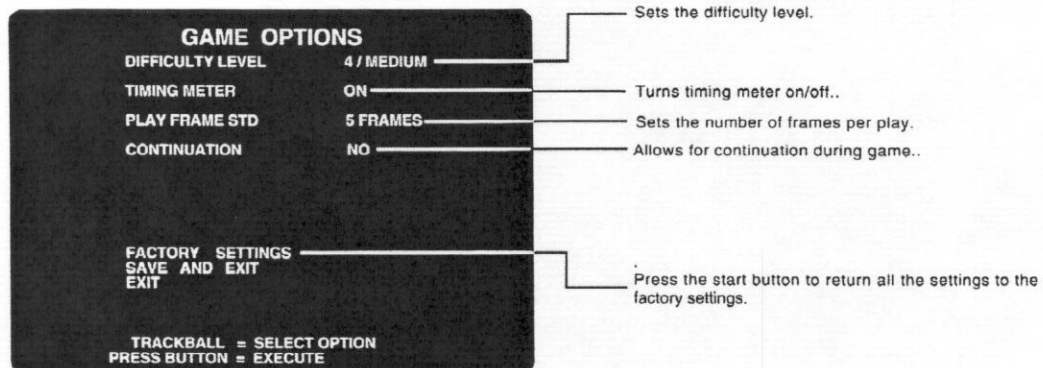 GAME OPTIONS
DIFFICULTY LEVEL 4 / MEDIUM
TIMING METER ON
PLAY FRAME STD 5 FRAMES
CONTINUATION NO
FACTORY SETTINGS
SAVE AND EXIT
EXIT
TRACKBALL = SELECT OPTION
PRESS BUTTON = EXECUTE
Sets the difficulty level.
Turns timing meter on/off..
Sets the number of frames per play.
Allows for continuation during game..
Press the start button to return all the settings to the
factory settings.